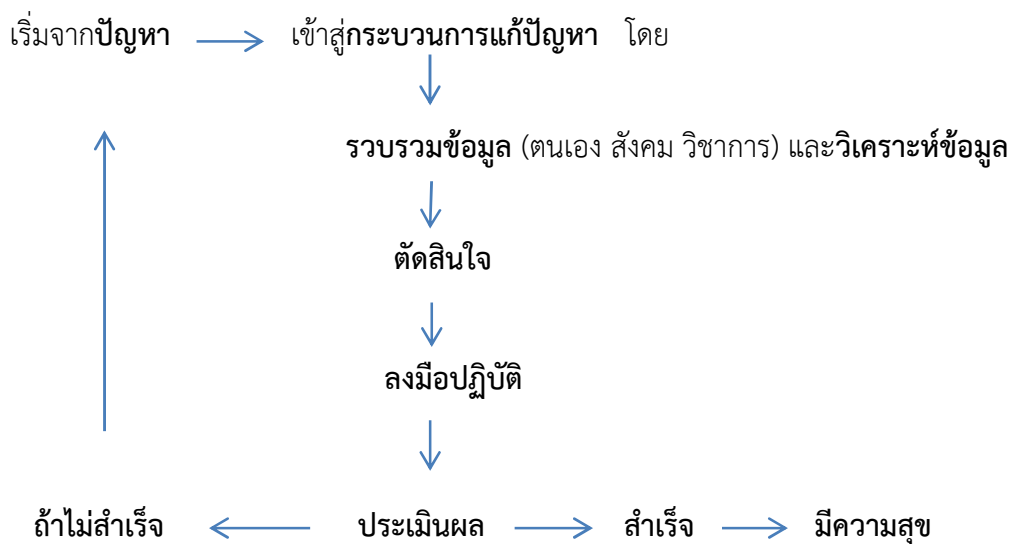 เริ่มจากปัญหา เข้าสู่กระบวนการแก้ปัญหา โดย
รวบรวมข้อมูล (ตนเอง สังคม วิชาการ) และวิเคราะห์ข้อมูล
ตัดสินใจ
ลงมือปฏิบัติ
ถ้าไม่สำเร็จ ประเมินผล สำเร็จ มีความสุข